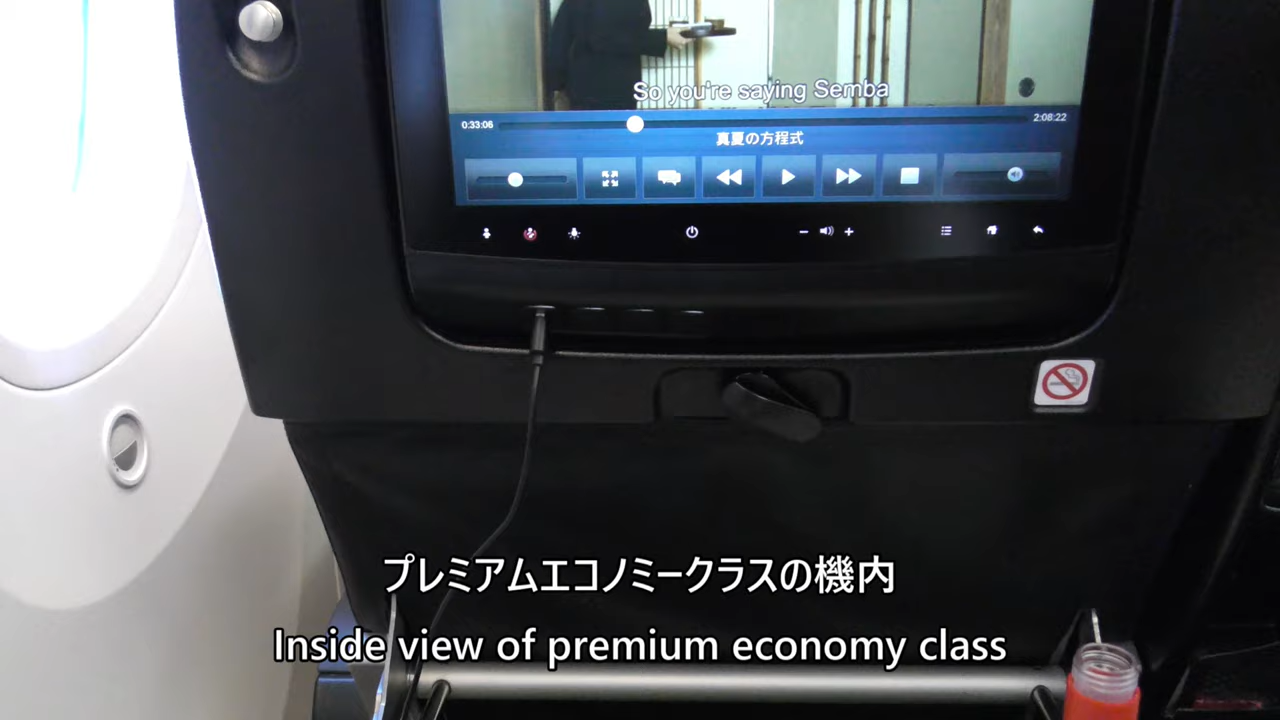 So you're saying Semba
0:33:06
2:08:22
真夏の方程式
プレミアムエコノミークラスの機内
Inside view of premium economy class